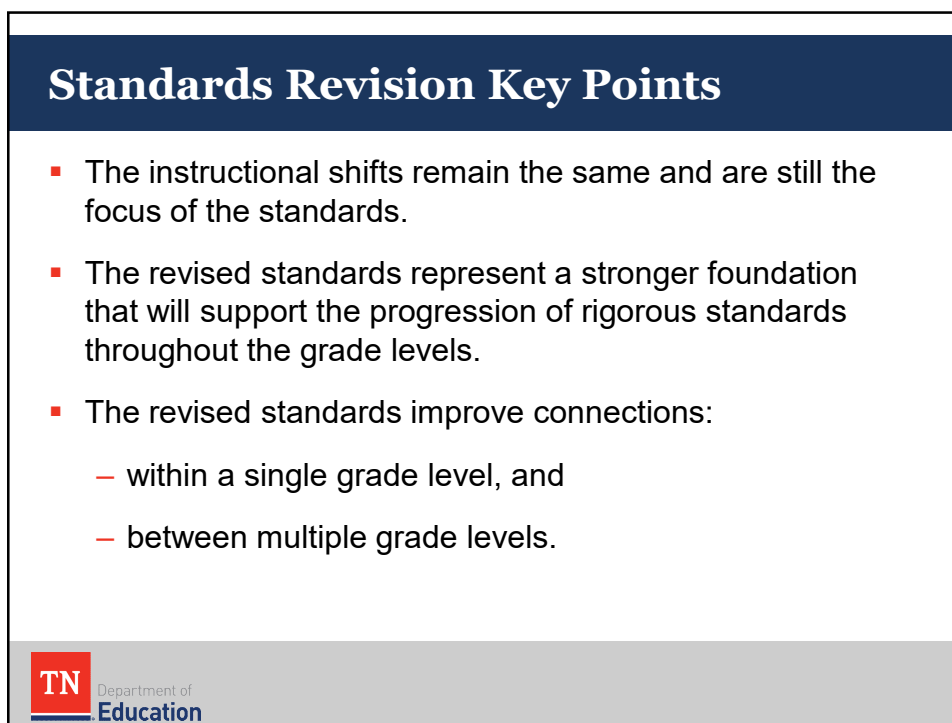 Standards Revision Key Points
▪ The instructional shifts remain the same and are still the
focus of the standards.
▪ The revised standards represent a stronger foundation
that will support the progression of rigorous standards
throughout the grade levels.
▪ The revised standards improve connections:
– within a single grade level, and
– between multiple grade levels.
TN
Department of
Education